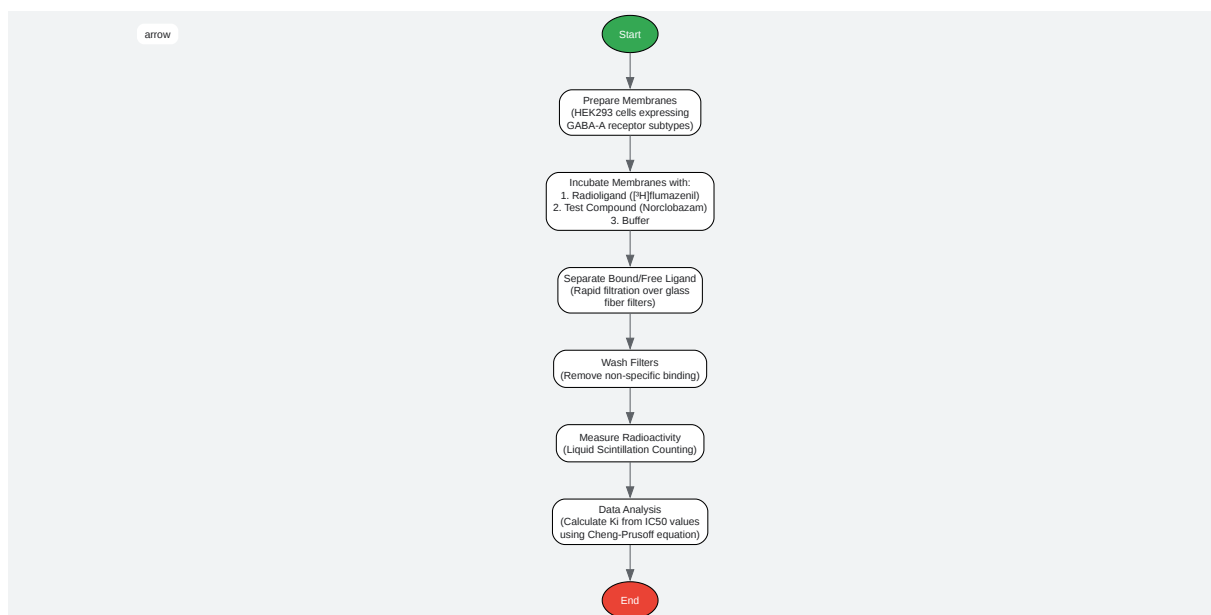 arrow
Start
Prepare Membranes
(HEK293 cells expressing
GABA-A receptor subtypes)
Incubate Membranes with:
1. Radioligand ([³H]flumazenil)
2. Test Compound (Norclobazam)
3. Buffer
Separate Bound/Free Ligand
(Rapid filtration over glass
fiber filters)
Wash Filters
(Remove non-specific binding)
Measure Radioactivity
(Liquid Scintillation Counting)
Data Analysis
(Calculate Ki from IC50 values
using Cheng-Prusoff equation)
End